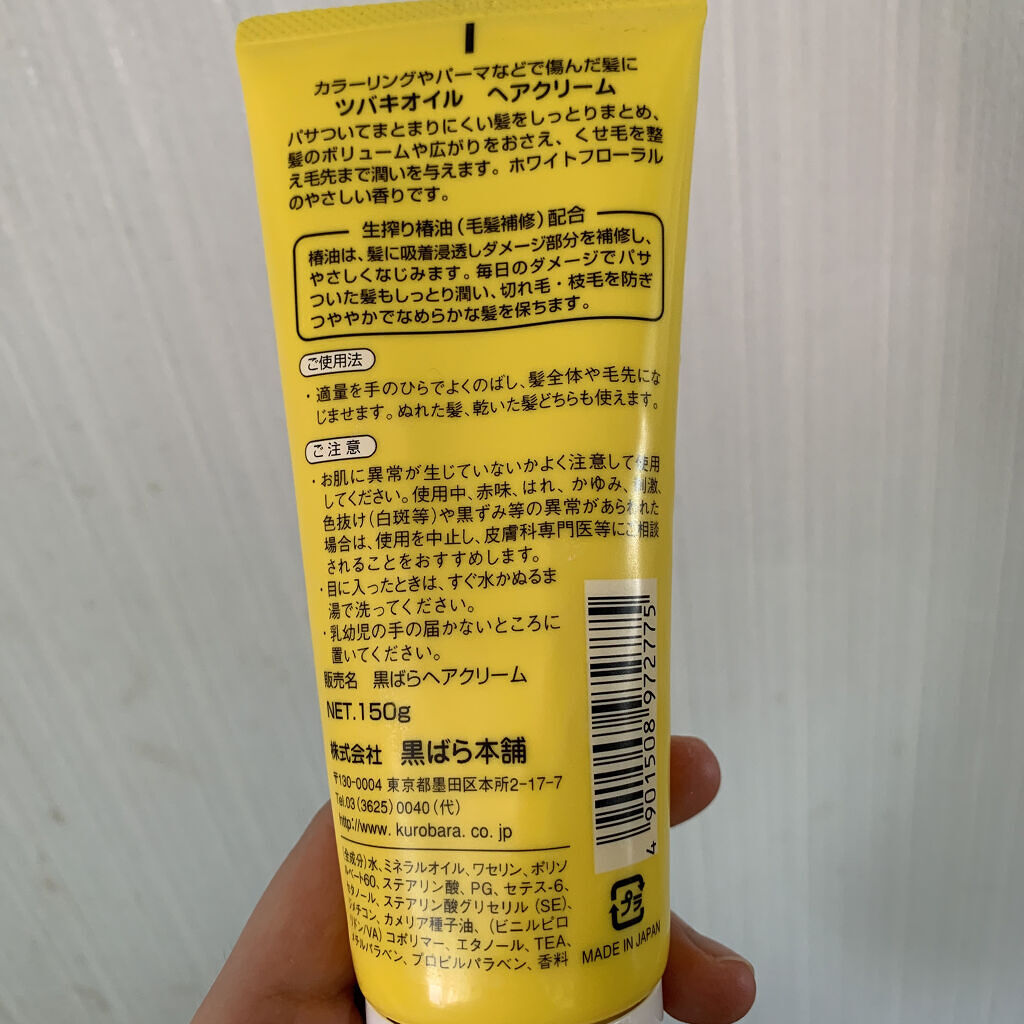 カラーリングやパーマなどで傷んだ髪に
ツバキオイル ヘアクリーム
パサついてまとまりにくい髪をしっとりまとめ、
髪のボリュームや広がりをおさえ、くせ毛を整
え毛先まで潤いを与えます。ホワイトフローラル
のやさしい香りです。
生搾り椿油(毛髪補修)配合
椿油は、髪に吸着浸透しダメージ部分を補修し、
やさしくなじみます。毎日のダメージでパサ
ついた髪もしっとり潤い、切れ毛・枝毛を防ぎ
つややかでなめらかな髪を保ちます。
ご使用法
・適量を手のひらでよくのばし、髪全体や毛先にな
じませます。ぬれた髪、乾いた髪どちらも使えます。
ご注意
・お肌に異常が生じていないかよく注意して使用
してください。使用中、赤味、はれ、かゆみ、刺激、
色抜け(白斑等)や黒ずみ等の異常があらわれた
場合は、使用を中止し、皮膚科専門医等にご相談
されることをおすすめします。
・目に入ったときは、すぐ水かぬるま
湯で洗ってください。
・乳幼児の手の届かないところに
置いてください。
販売名 黒ばらヘアクリーム
NET.150g
株式会社 黒ばら本舗
〒130-0004 東京都墨田区本所2-17-7
Tel.03(3625)0040(代)
http://www.kurobara.co.jp
(全成分)水、ミネラルオイル、ワセリン、ポリソ
ルベート60、ステアリン酸、PG、セテス-6、
セタノール、ステアリン酸グリセリル(SE)、
ジメチコン、カメリア種子油、(ビニルピロ
リドン/VA)コポリマー、エタノール、TEA、
メチルパラベン、プロピルパラベン、香料
4901508972775
プラ
MADE IN JAPAN